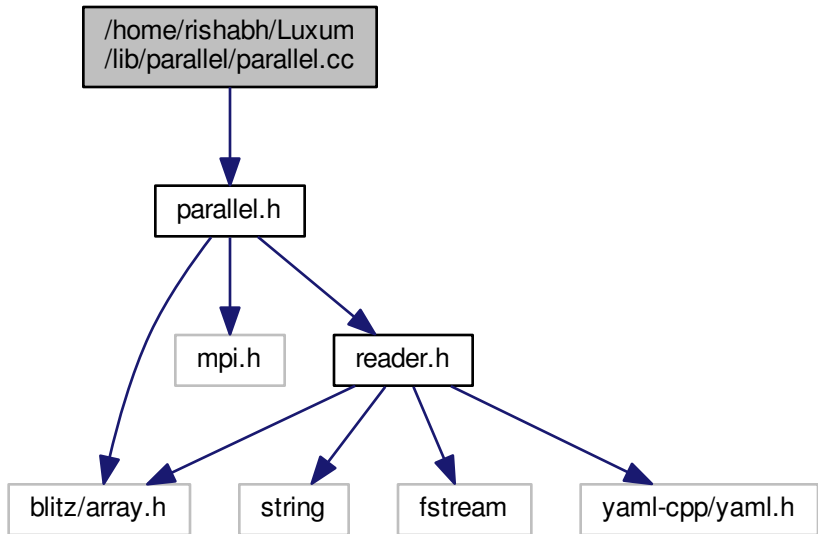 /home/rishabh/Luxum
/lib/parallel/parallel.cc
parallel.h
mpi.h
reader.h
blitz/array.h
string
fstream
yaml-cpp/yaml.h